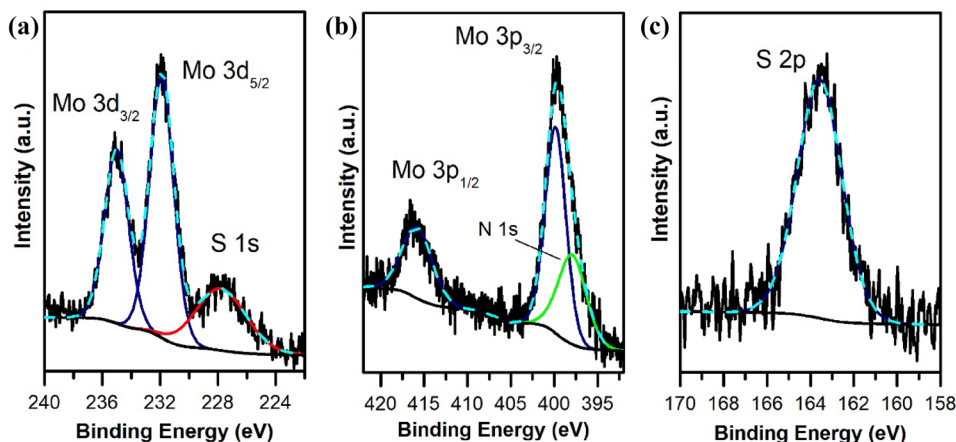 (a)
Mo 3d3/2
Mo 3d5/2
S 1s
Intensity (a.u.)
240 236 232 228 224
Binding Energy (eV)
(b)
Mo 3p3/2
Mo 3p1/2
N 1s
Intensity (a.u.)
420 415 410 405 400 395
Binding Energy (eV)
(c)
S 2p
Intensity (a.u.)
170 168 166 164 162 160 158
Binding Energy (eV)